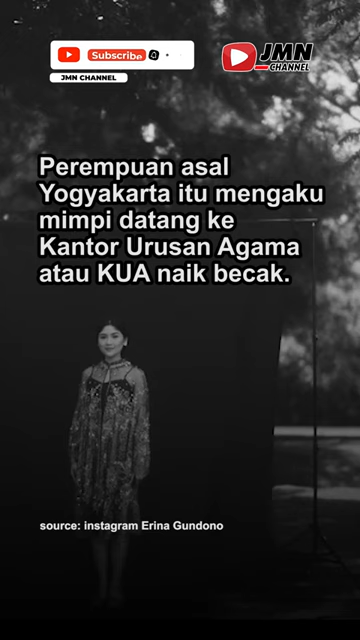 Subscribe
JMN CHANNEL
JMN
CHANNEL
Perempuan asal
Yogyakarta itu mengaku
mimpi datang ke
Kantor Urusan Agama
atau KUA naik becak.
source: instagram Erina Gundono